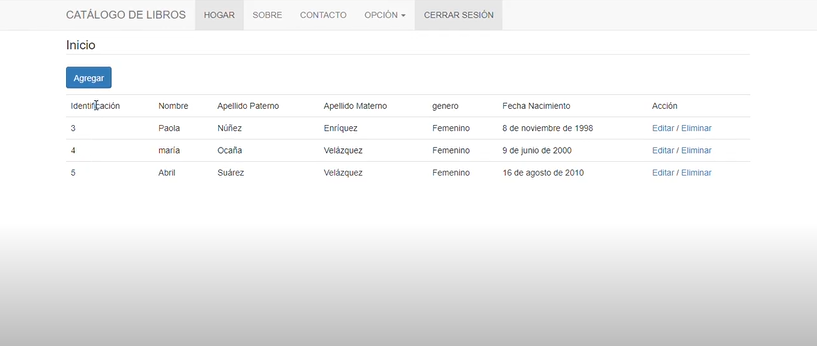 CATÁLOGO DE LIBROS HOGAR SOBRE CONTACTO OPCIÓN CERRAR SESIÓN
Inicio
Agregar
Identificación Nombre Apellido Paterno Apellido Materno genero Fecha Nacimiento Acción
3 Paola Núñez Enríquez Femenino 8 de noviembre de 1998 Editar / Eliminar
4 maría Ocaña Velázquez Femenino 9 de junio de 2000 Editar / Eliminar
5 Abril Suárez Velázquez Femenino 16 de agosto de 2010 Editar / Eliminar